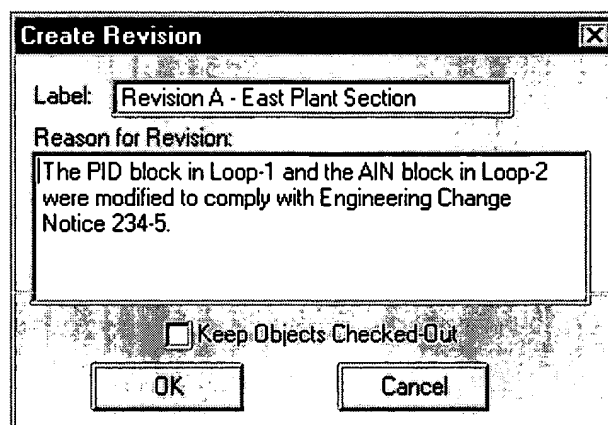 Create Revision
Label: Revision A - East Plant Section
Reason for Revision:
The PID block in Loop-1 and the AIN block in Loop-2
were modified to comply with Engineering Change
Notice 234-5.
Keep Objects Checked-Out
OK Cancel